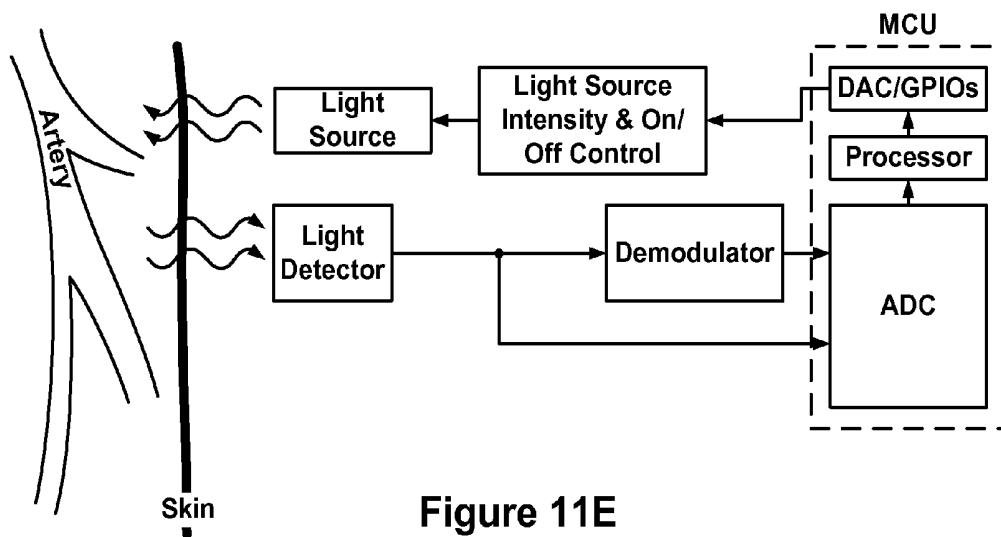 MCU
DAC/GPIOs
Light Source
Intensity & On/
Off Control
Light
Source
Processor
Artery
Light
Detector
Demodulator
ADC
Skin
Figure 11E